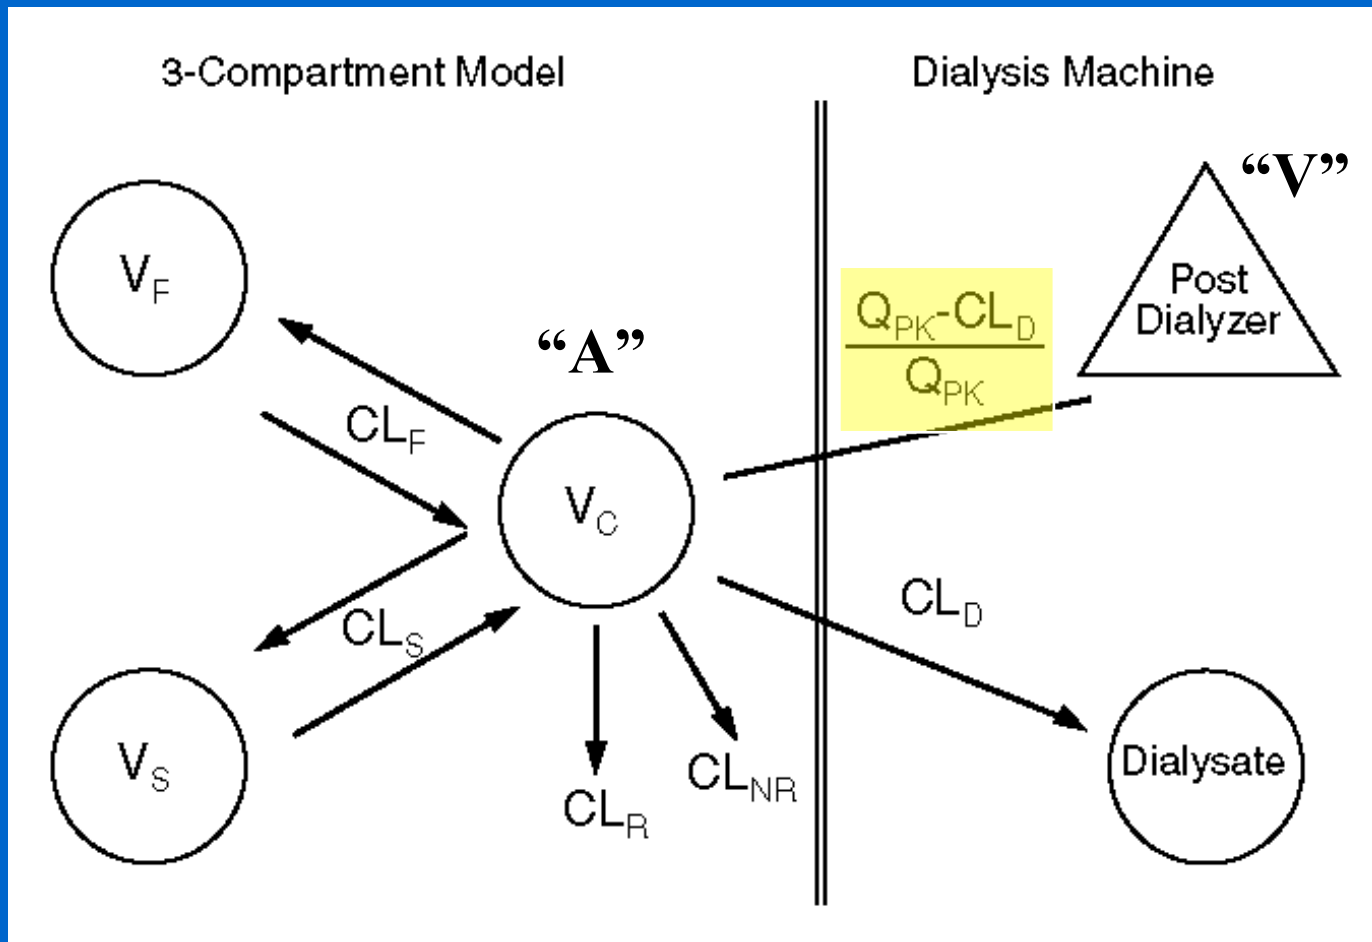 3-Compartment Model
Dialysis Machine
“V”
V_F
Post
Dialyzer
Q_PK-CL_D
Q_PK
“A”
CL_F
V_C
CL_D
CL_S
V_S
Dialysate
CL_NR
CL_R